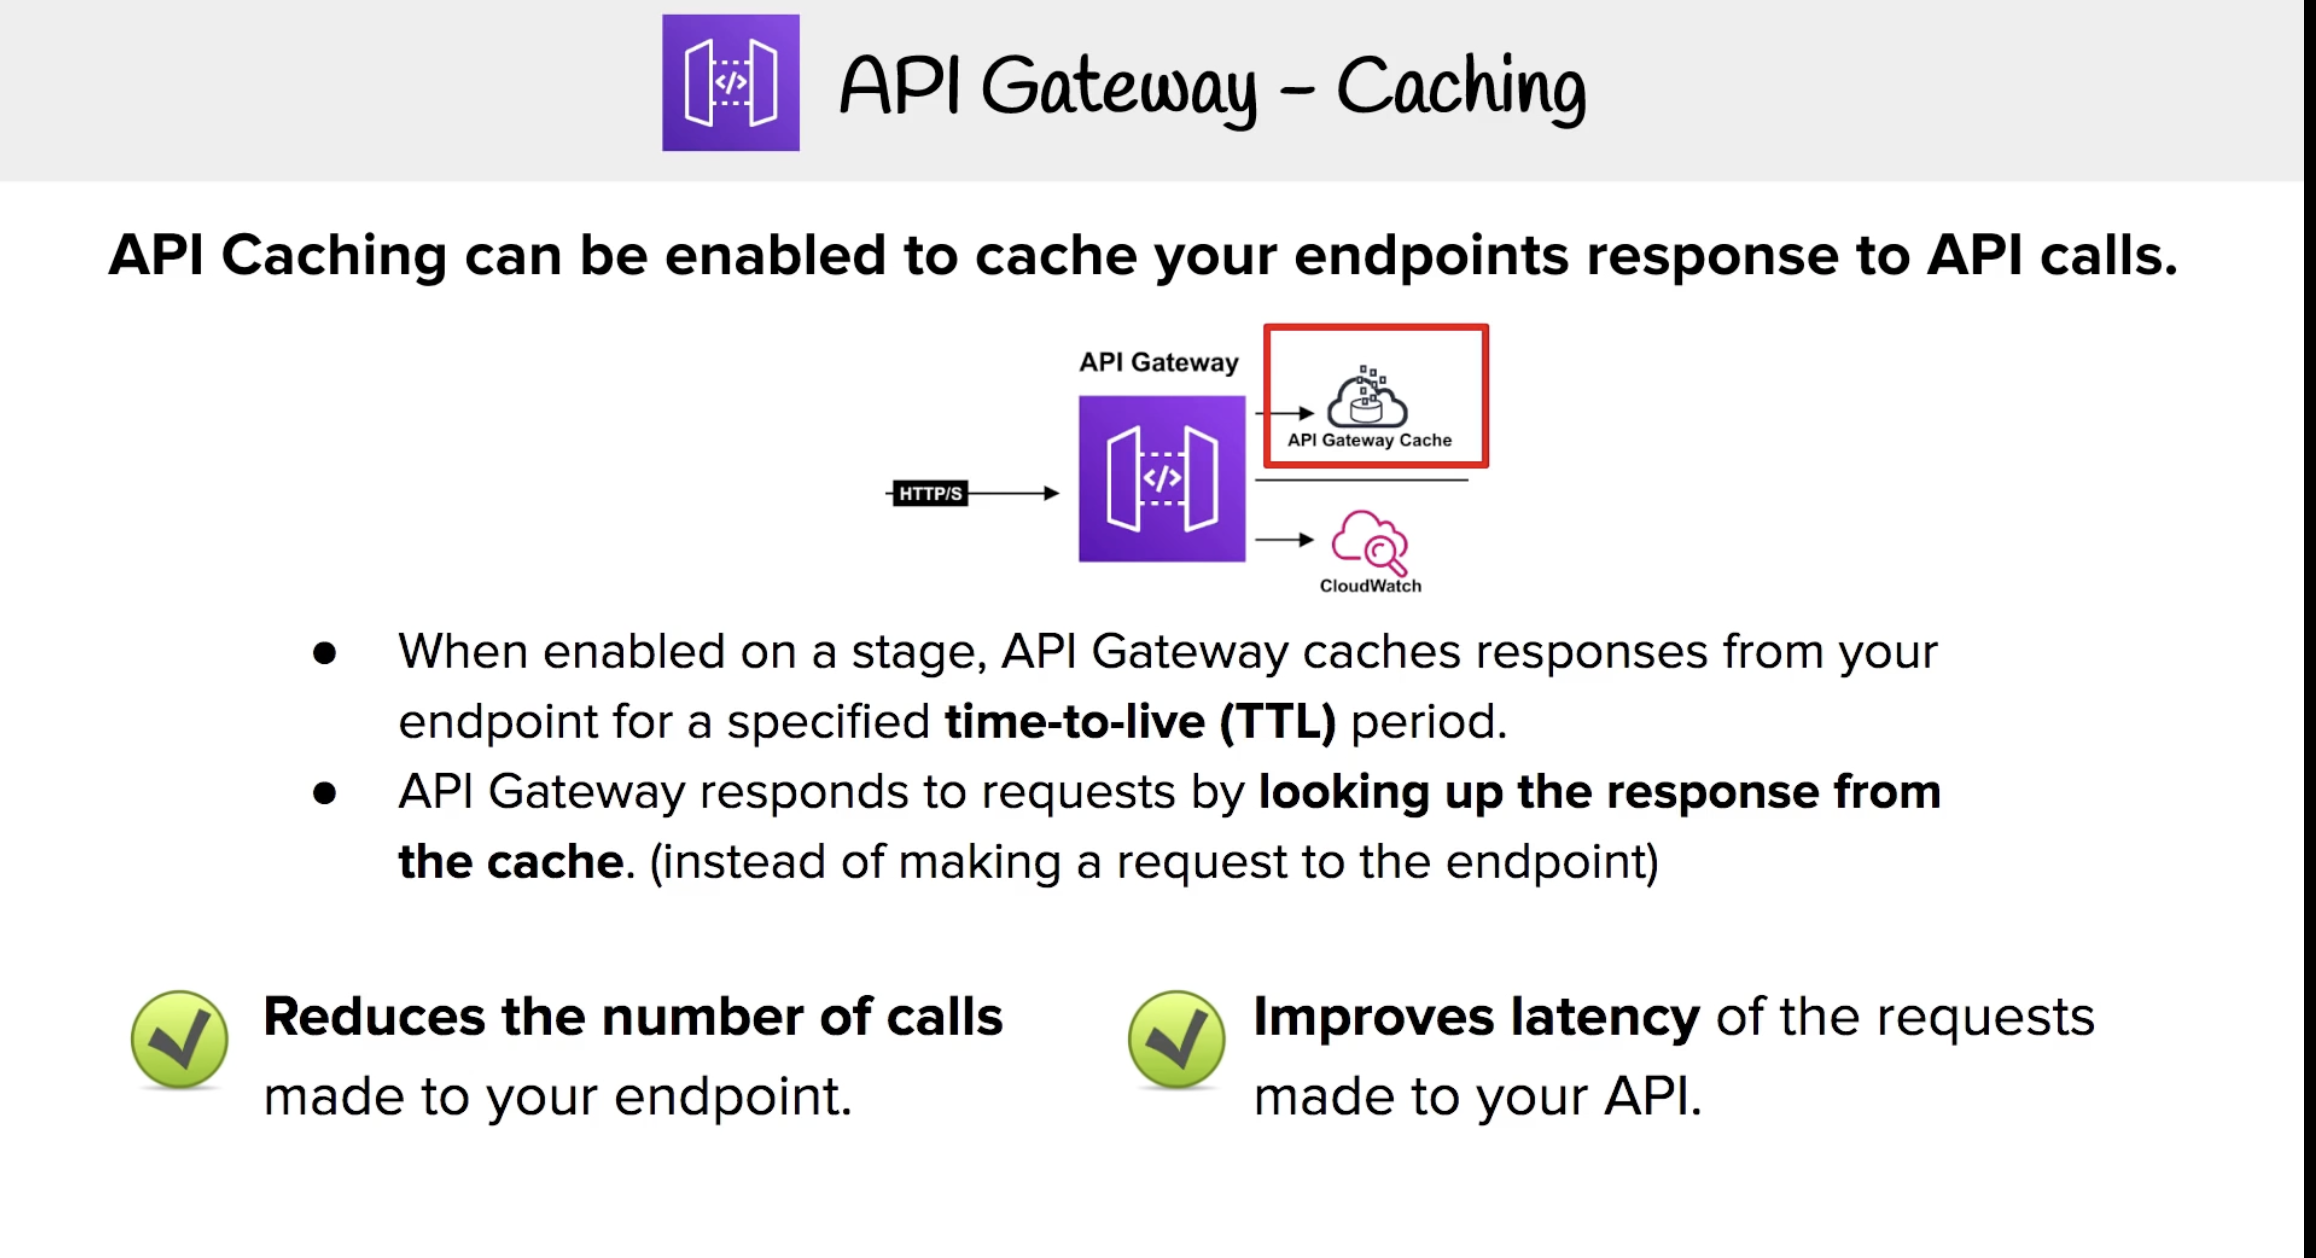 API Gateway – Caching
API Caching can be enabled to cache your endpoints response to API calls.
API Gateway
</>
API Gateway Cache
HTTP/S
CloudWatch
● When enabled on a stage, API Gateway caches responses from your
endpoint for a specified time-to-live (TTL) period.
● API Gateway responds to requests by looking up the response from
the cache. (instead of making a request to the endpoint)
Reduces the number of calls
made to your endpoint.
Improves latency of the requests
made to your API.